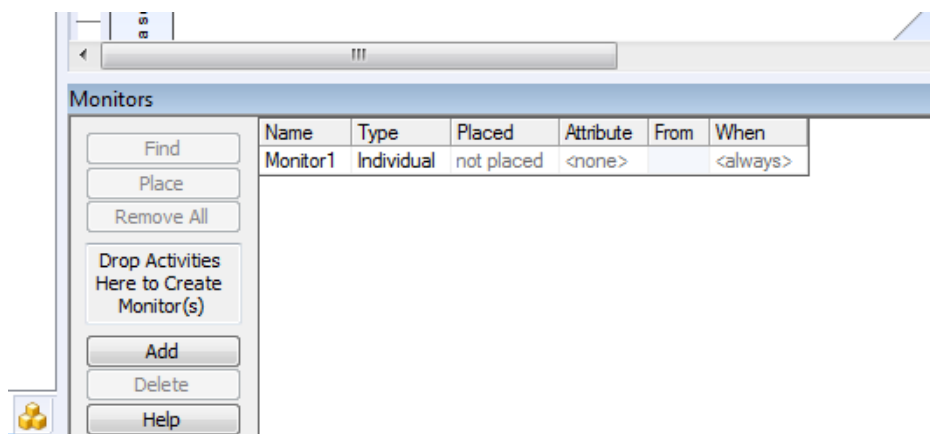 a su
Monitors
Find
Place
Remove All
Drop Activities
Here to Create
Monitor(s)
Add
Delete
Help
Name Type Placed Attribute From When
Monitor1 Individual not placed <none> <always>